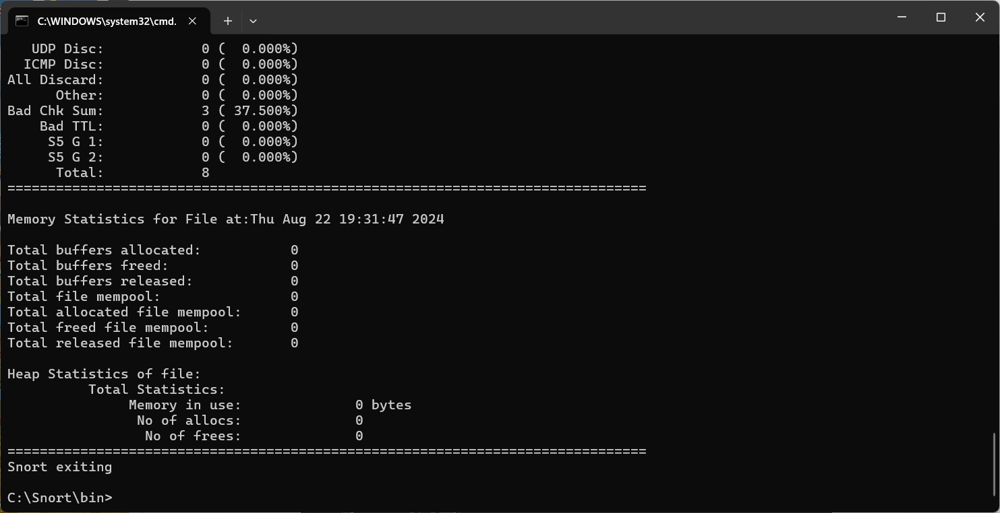 C:\WINDOWS\system32\cmd.
UDP Disc: 0 ( 0.000%)
ICMP Disc: 0 ( 0.000%)
All Discard: 0 ( 0.000%)
Other: 0 ( 0.000%)
Bad Chk Sum: 3 ( 37.500%)
Bad TTL: 0 ( 0.000%)
S5 G 1: 0 ( 0.000%)
S5 G 2: 0 ( 0.000%)
Total: 8
===============================================================================
Memory Statistics for File at:Thu Aug 22 19:31:47 2024
Total buffers allocated: 0
Total buffers freed: 0
Total buffers released: 0
Total file mempool: 0
Total allocated file mempool: 0
Total freed file mempool: 0
Total released file mempool: 0
Heap Statistics of file:
Total Statistics:
Memory in use: 0 bytes
No of allocs: 0
No of frees: 0
===============================================================================
Snort exiting
C:\Snort\bin>